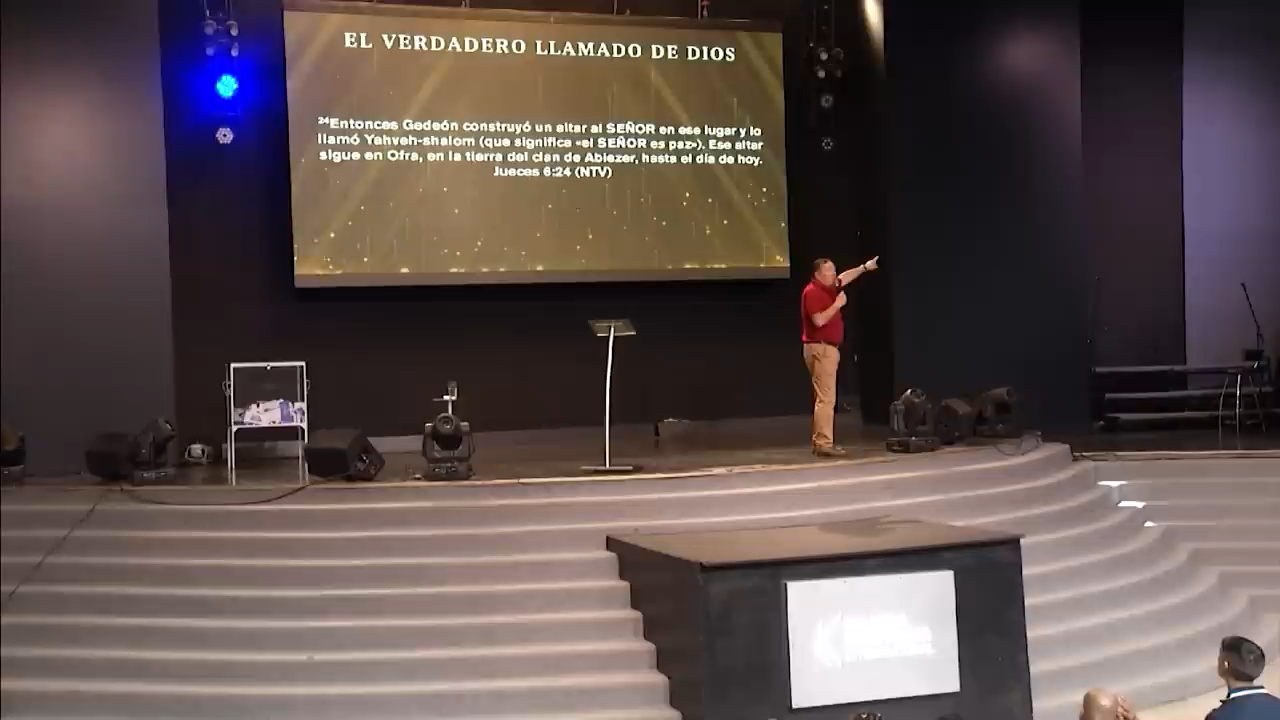 EL VERDADERO LLAMADO DE DIOS
²⁴Entonces Gedeón construyó un altar al SEÑOR en ese lugar y lo
llamó Yahveh-shalom (que significa «el SEÑOR es paz»). Ese altar
sigue en Ofra, en la tierra del clan de Abiezer, hasta el día de hoy.
Jueces 6:24 (NTV)